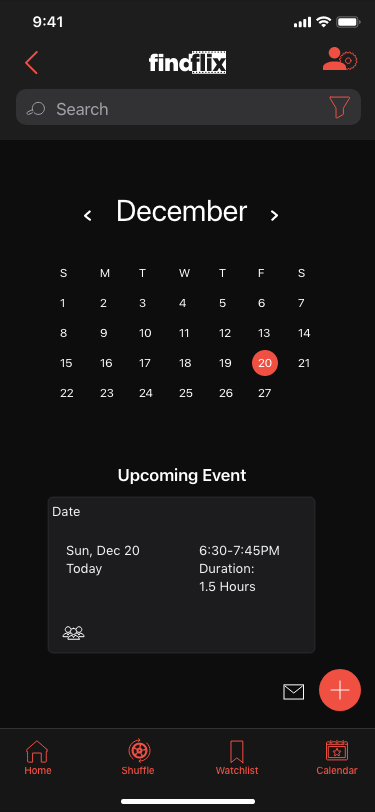 9:41
findflix
Search
December
S M T W T F S
1 2 3 4 5 6 7
8 9 10 11 12 13 14
15 16 17 18 19 20 21
22 23 24 25 26 27
Upcoming Event
Date
Sun, Dec 20 6:30-7:45PM
Today Duration:
1.5 Hours
Home Shuffle Watchlist Calendar